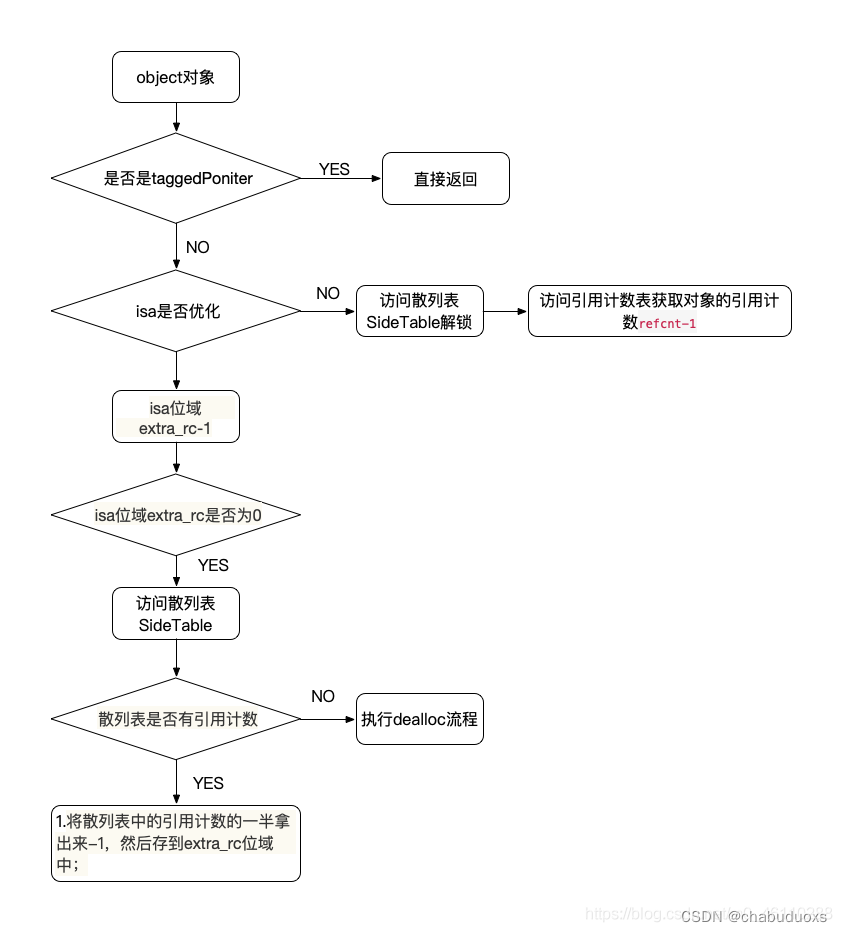 object对象
是否是taggedPoniter
YES
直接返回
NO
isa是否优化
NO
访问散列表
SideTable解锁
访问引用计数表获取对象的引用计
数refcnt-1
isa位域
extra_rc-1
isa位域extra_rc是否为0
YES
访问散列表
SideTable
散列表是否有引用计数
NO
执行dealloc流程
YES
1.将散列表中的引用计数的一半拿
出来-1，然后存到extra_rc位域
中；
https://blog.cs
CSDN @chabuduoxs